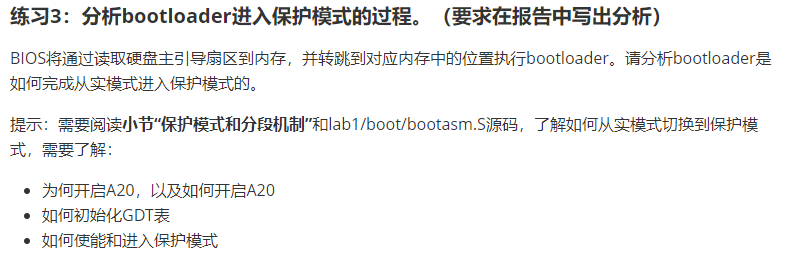 练习3：分析bootloader进入保护模式的过程。（要求在报告中写出分析）
BIOS将通过读取硬盘主引导扇区到内存，并转跳到对应内存中的位置执行bootloader。请分析bootloader是
如何完成从实模式进入保护模式的。
提示：需要阅读小节“保护模式和分段机制”和lab1/boot/bootasm.S源码，了解如何从实模式切换到保护模
式，需要了解：
• 为何开启A20，以及如何开启A20
• 如何初始化GDT表
• 如何使能和进入保护模式